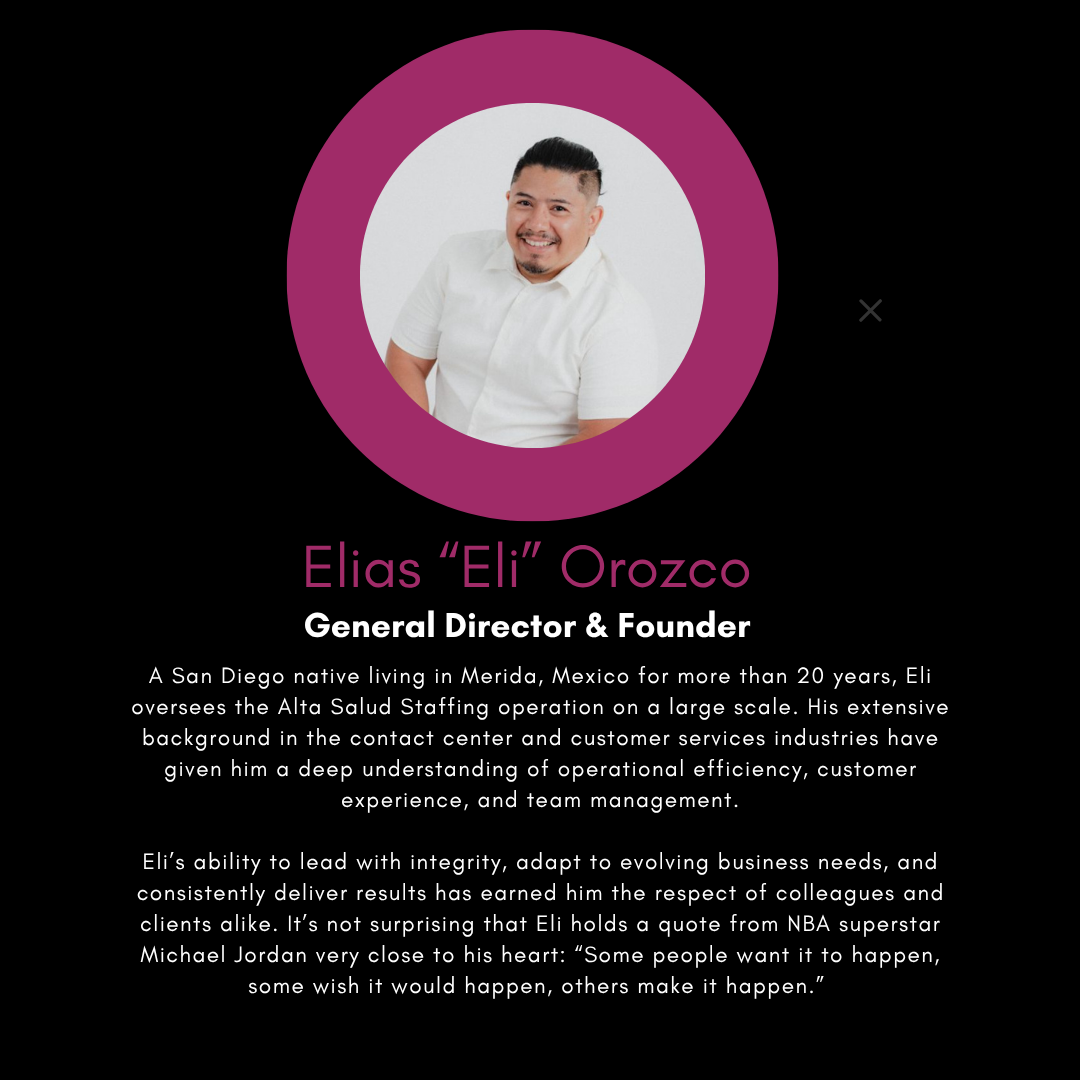 Elias “Eli” Orozco
General Director & Founder
A San Diego native living in Merida, Mexico for more than 20 years, Eli
oversees the Alta Salud Staffing operation on a large scale. His extensive
background in the contact center and customer services industries have
given him a deep understanding of operational efficiency, customer
experience, and team management.
Eli’s ability to lead with integrity, adapt to evolving business needs, and
consistently deliver results has earned him the respect of colleagues and
clients alike. It’s not surprising that Eli holds a quote from NBA superstar
Michael Jordan very close to his heart: “Some people want it to happen,
some wish it would happen, others make it happen.”